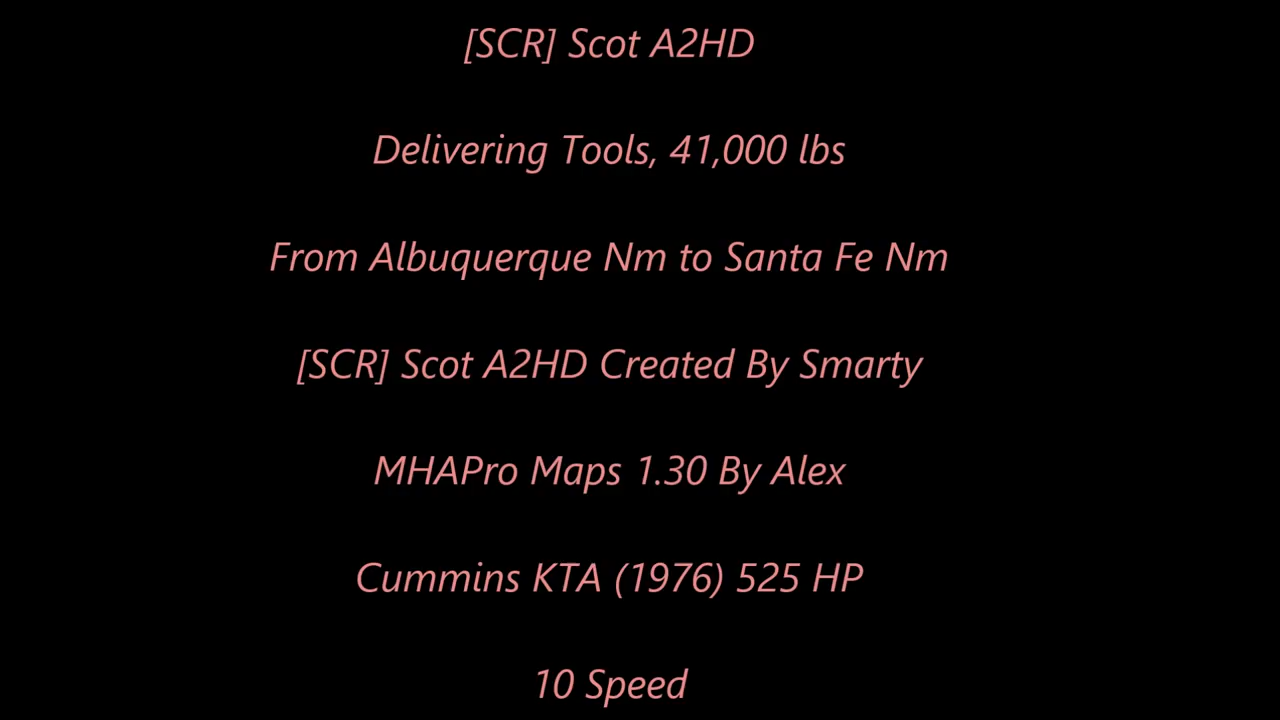 [SCR] Scot A2HD
Delivering Tools, 41,000 lbs
From Albuquerque Nm to Santa Fe Nm
[SCR] Scot A2HD Created By Smarty
MHAPro Maps 1.30 By Alex
Cummins KTA (1976) 525 HP
10 Speed